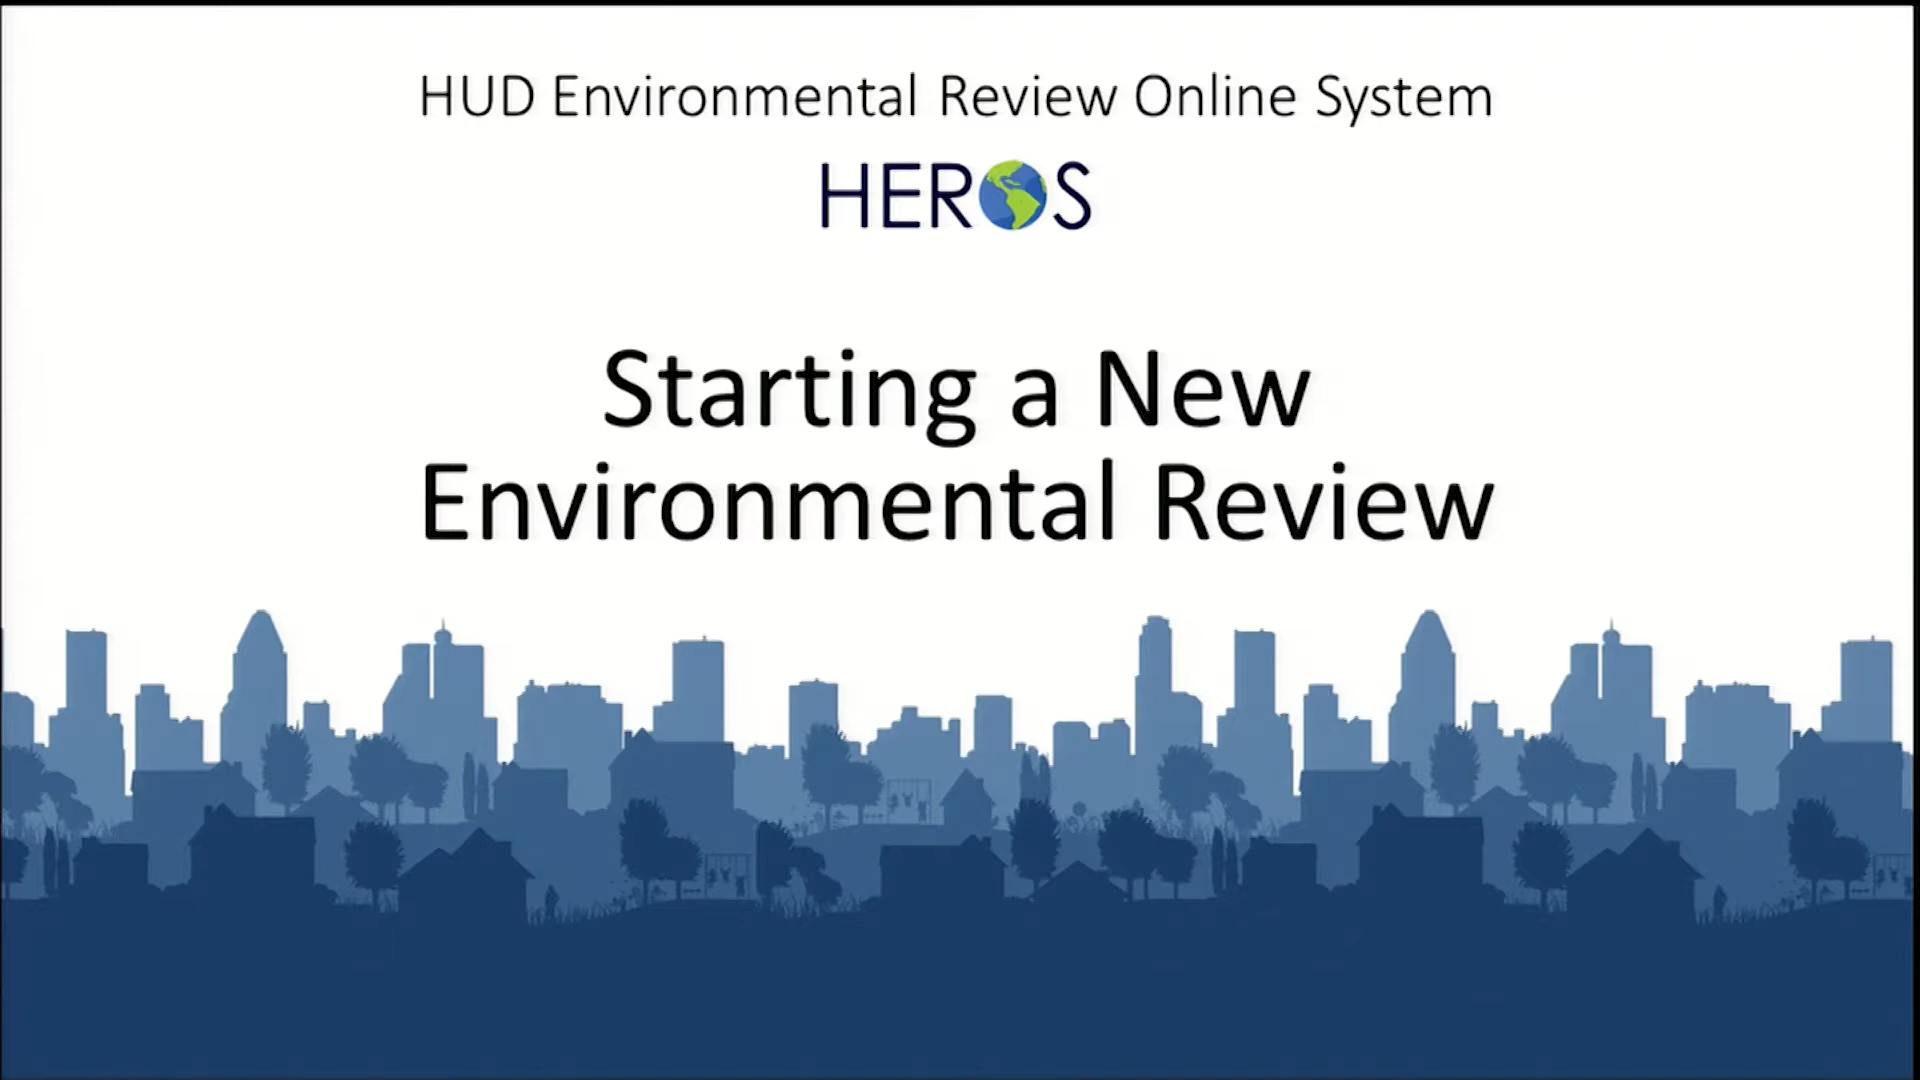 HUD Environmental Review Online System
HEROS
Starting a New
Environmental Review